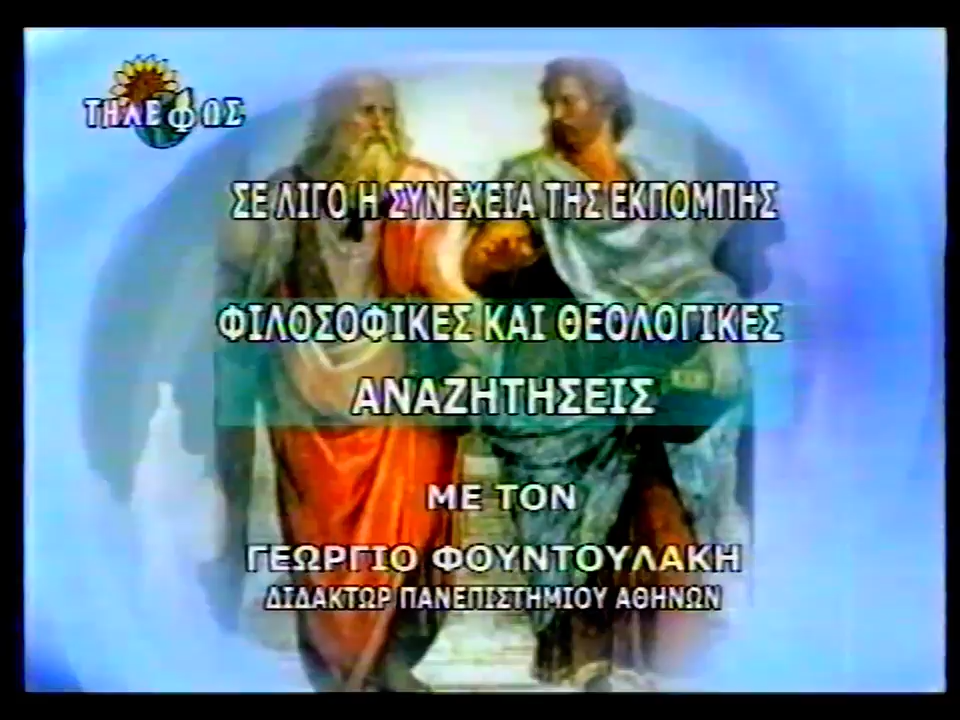 ΤΗΛΕΦΩΣ
ΣΕ ΛΙΓΟ Η ΣΥΝΕΧΕΙΑ ΤΗΣ ΕΚΠΟΜΠΗΣ
ΦΙΛΟΣΟΦΙΚΕΣ ΚΑΙ ΘΕΟΛΟΓΙΚΕΣ
ΑΝΑΖΗΤΗΣΕΙΣ
ΜΕ ΤΟΝ
ΓΕΩΡΓΙΟ ΦΟΥΝΤΟΥΛΑΚΗ
ΔΙΔΑΚΤΩΡ ΠΑΝΕΠΙΣΤΗΜΙΟΥ ΑΘΗΝΩΝ